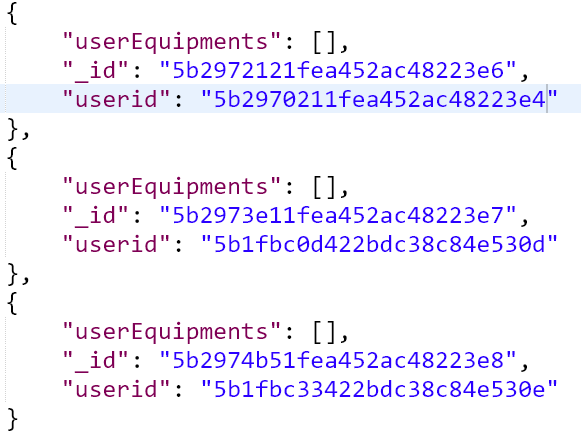 {
    "userEquipments": [],
    "_id": "5b2972121fea452ac48223e6",
    "userid": "5b2970211fea452ac48223e4"
},
{
    "userEquipments": [],
    "_id": "5b2973e11fea452ac48223e7",
    "userid": "5b1fbc0d422bdc38c84e530d"
},
{
    "userEquipments": [],
    "_id": "5b2974b51fea452ac48223e8",
    "userid": "5b1fbc33422bdc38c84e530e"
}